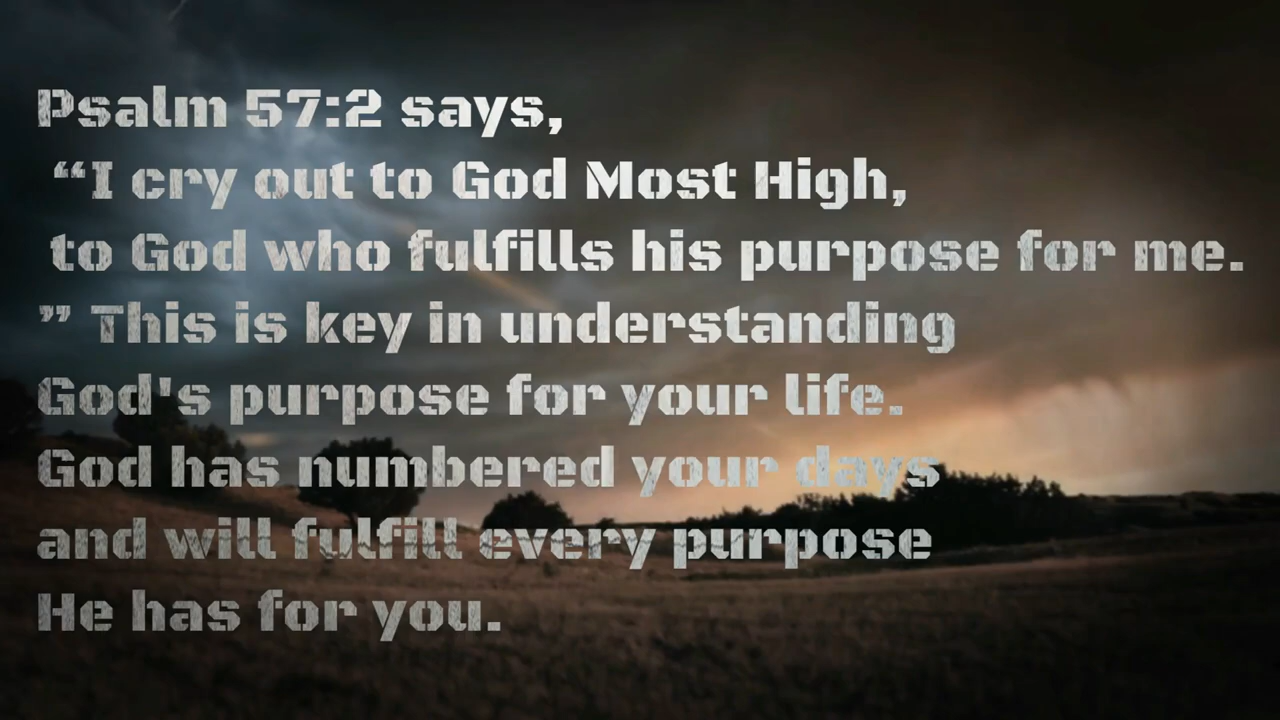 Psalm 57:2 says,
“I cry out to God Most High,
to God who fulfills his purpose for me.
” This is key in understanding
God's purpose for your life.
God has numbered your days
and will fulfill every purpose
He has for you.